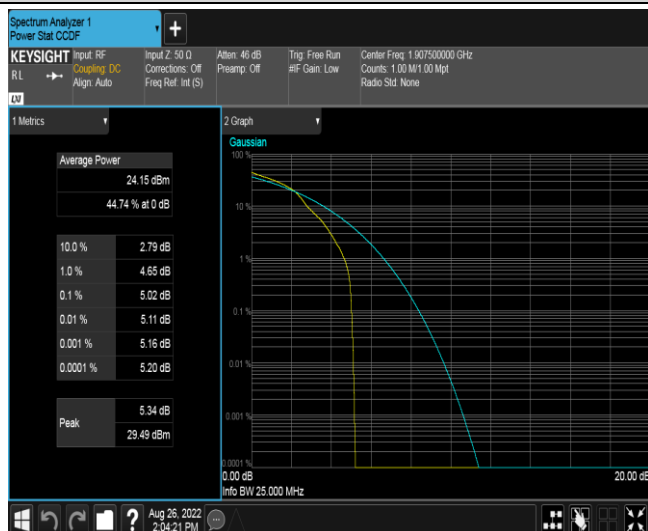 Spectrum Analyzer 1
Power Stat CCDF
KEYSIGHT
RL
LXI
Input: RF
Coupling: DC
Align: Auto
Input Z: 50 Ω
Corrections: Off
Freq Ref: Int (S)
Atten: 46 dB
Preamp: Off
Trig: Free Run
#IF Gain: Low
Center Freq: 1.907500000 GHz
Counts: 1.00 M/1.00 Mpt
Radio Std: None
1 Metrics
Average Power
24.15 dBm
44.74 % at 0 dB
10.0 % 2.79 dB
1.0 % 4.65 dB
0.1 % 5.02 dB
0.01 % 5.11 dB
0.001 % 5.16 dB
0.0001 % 5.20 dB
Peak
5.34 dB
29.49 dBm
2 Graph
Gaussian
100 %
10 %
1 %
0.1 %
0.01 %
0.001 %
0.0001 %
0.00 dB
20.00 dB
Info BW 25.000 MHz
?
Aug 26, 2022
2:04:21 PM